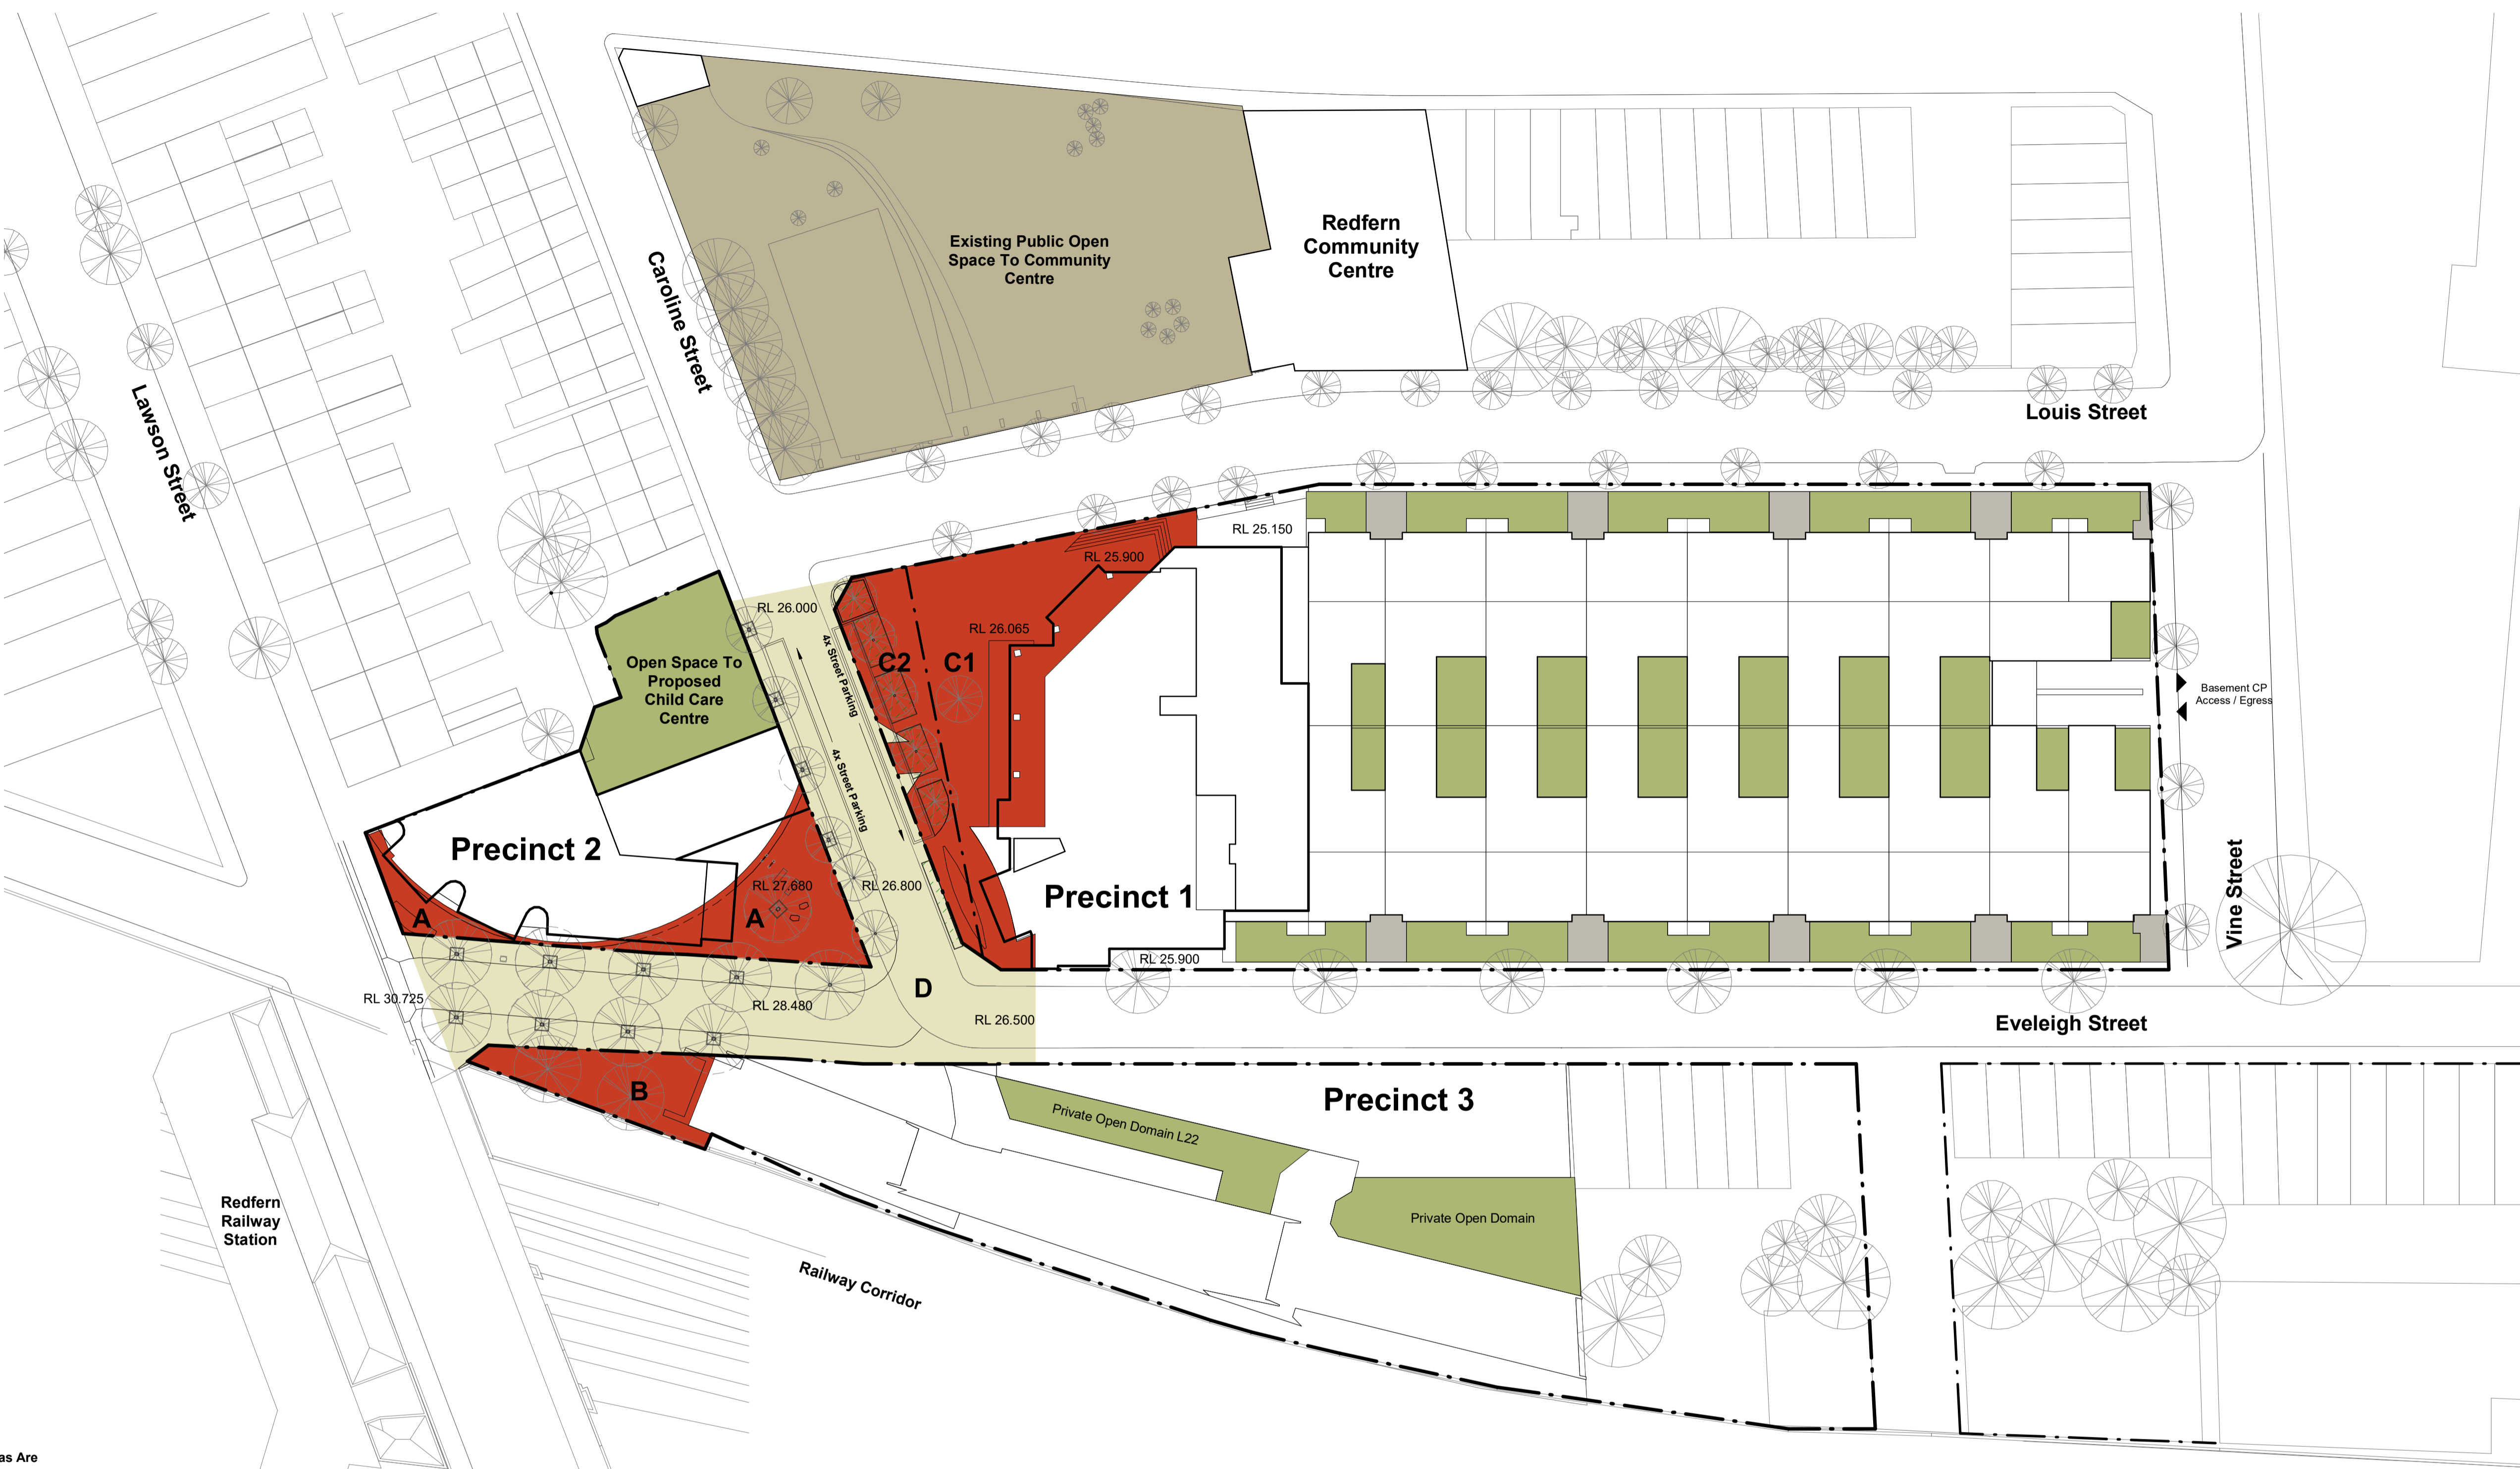 Existing Public Open
Space To Community
Centre
Redfern
Community
Centre
Caroline Street
Lawson Street
Louis Street
RL 25.150
RL 25.900
RL 26.000
RL 26.065
4x Street Parking
C2
C1
Open Space To
Proposed
Child Care
Centre
Basement CP
Access / Egress
4x Street Parking
Precinct 2
RL 27.680
RL 26.800
Precinct 1
Vine Street
A
A
RL 25.900
D
RL 30.725
RL 28.480
RL 26.500
Eveleigh Street
B
Precinct 3
Private Open Domain L22
Redfern
Railway
Station
Private Open Domain
Railway Corridor
as Are